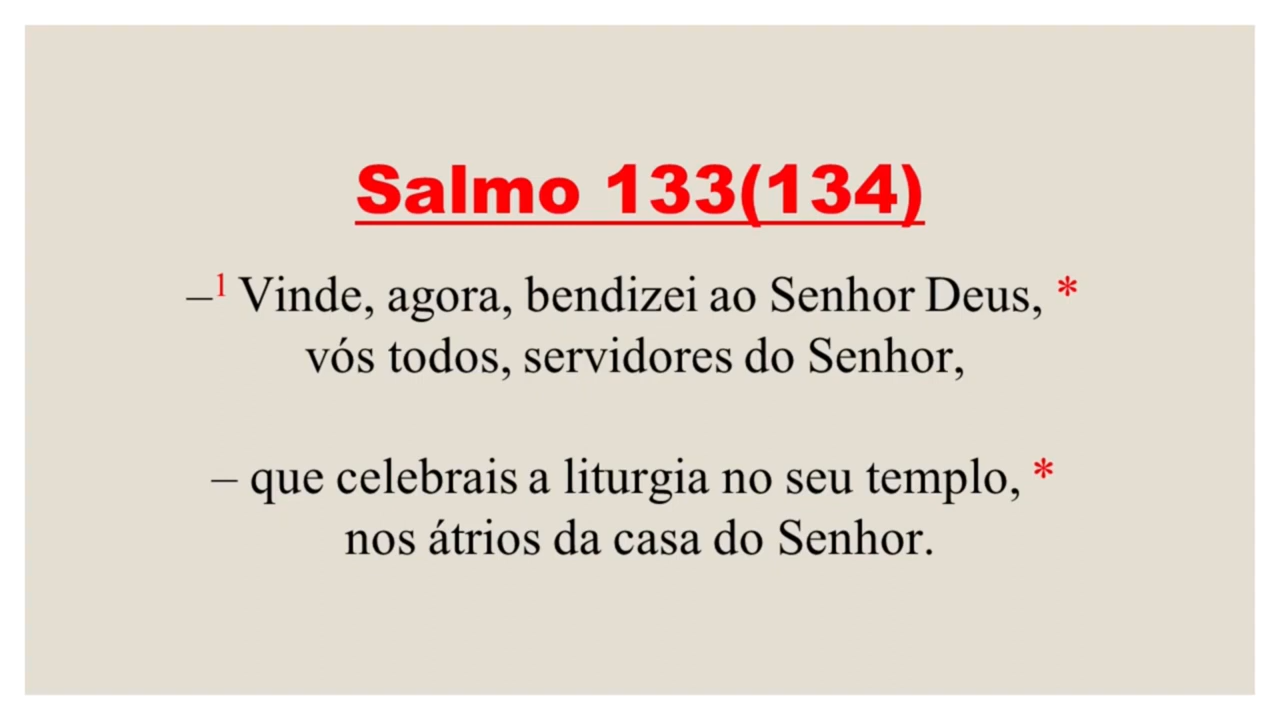 Salmo 133(134)
–¹ Vinde, agora, bendizei ao Senhor Deus, *
vós todos, servidores do Senhor,
– que celebrais a liturgia no seu templo, *
nos átrios da casa do Senhor.